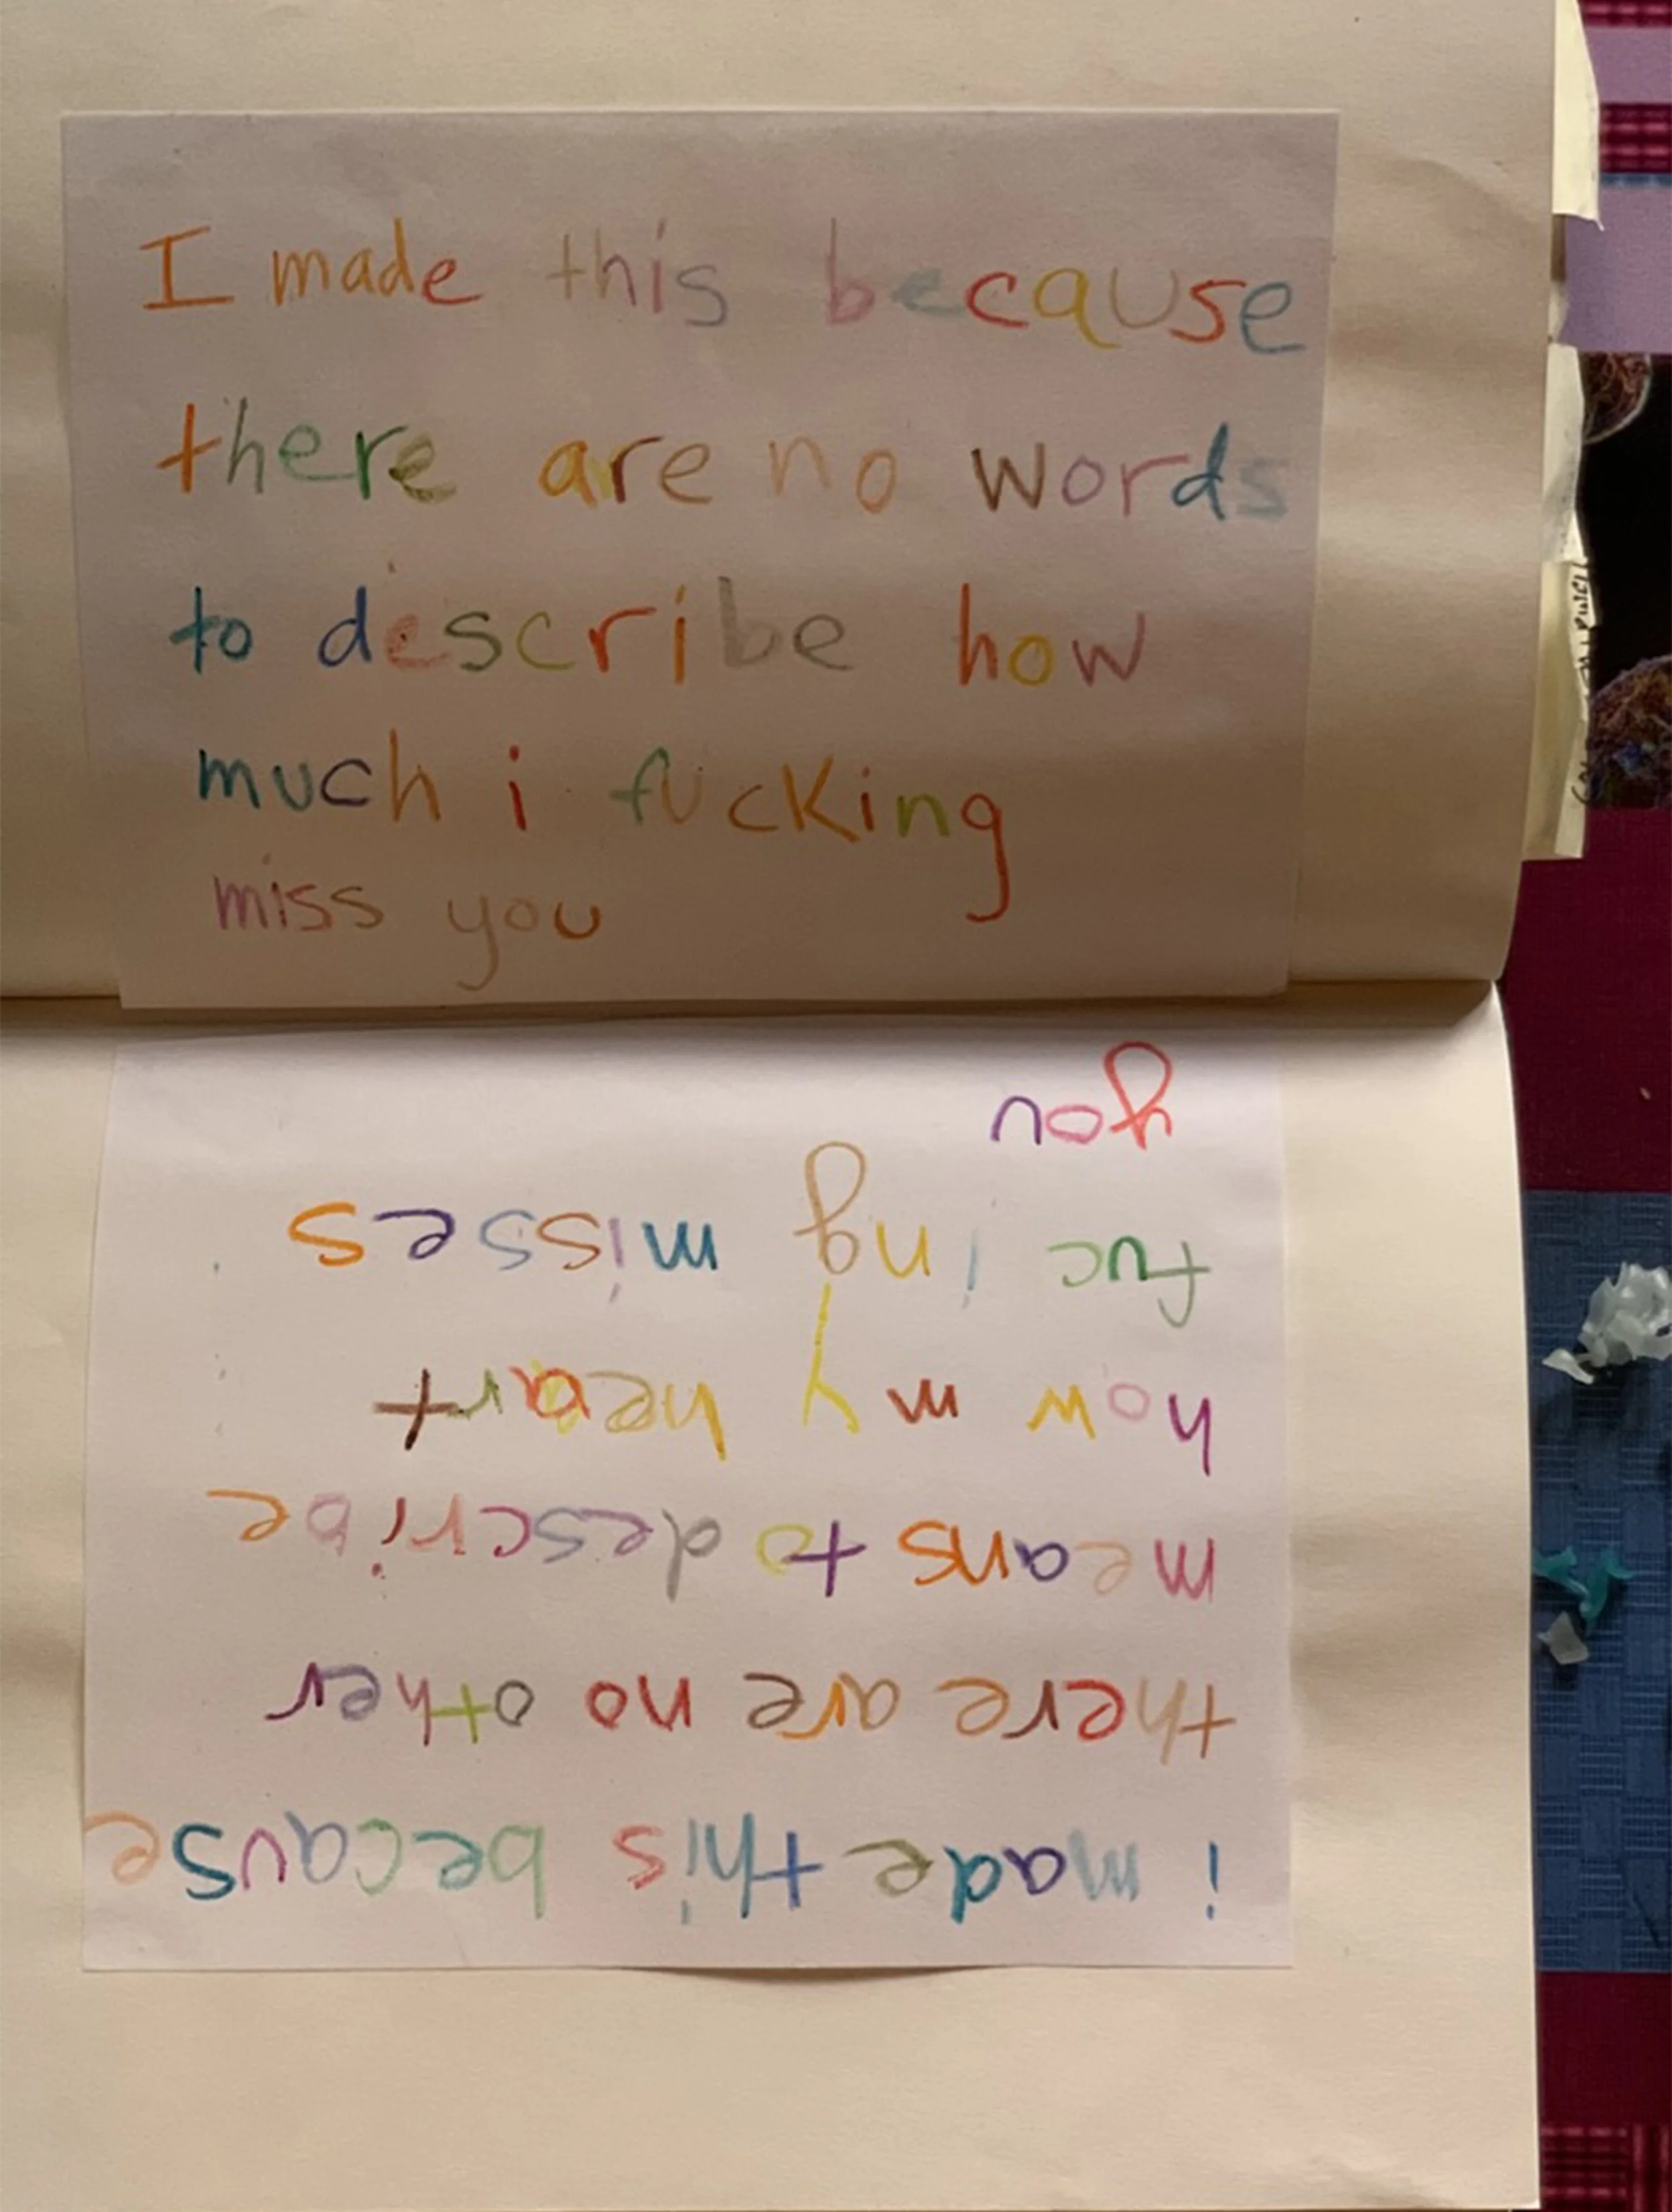 I made this because
there are no words
to describe how
much i fucking
miss you
i made this because
there are no other
means to describe
how my heart
fuc ing misses
you